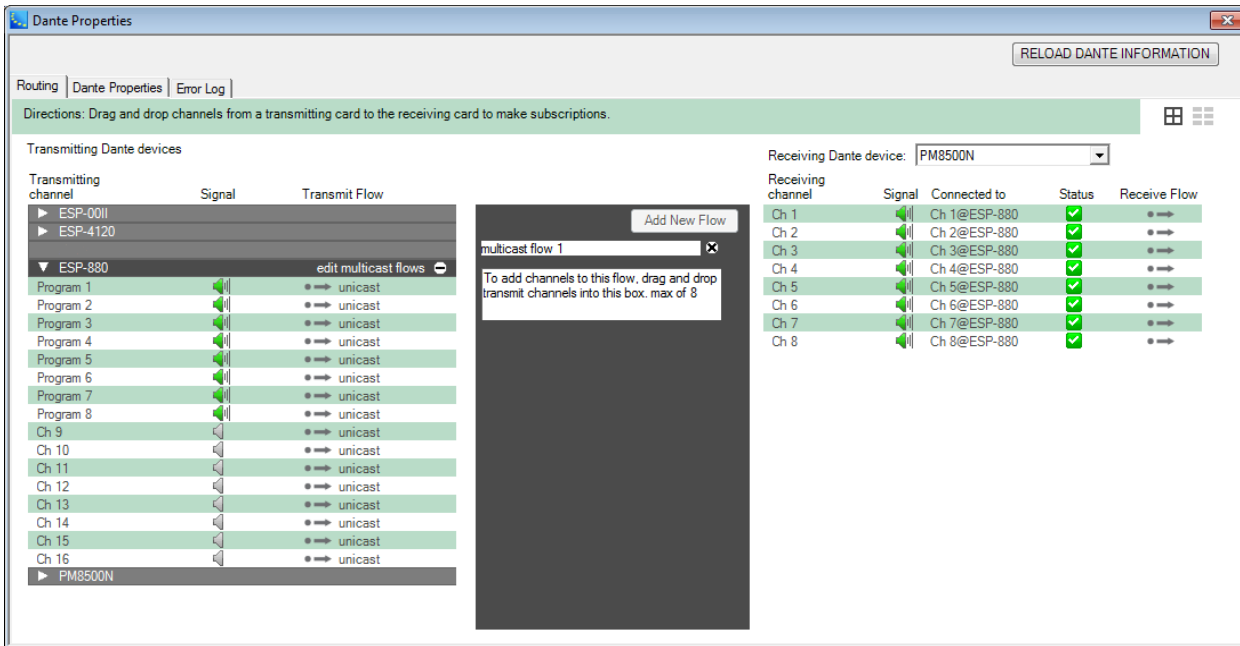 Dante Properties
RELOAD DANTE INFORMATION
Routing Dante Properties Error Log
Directions: Drag and drop channels from a transmitting card to the receiving card to make subscriptions.
Transmitting Dante devices
Transmitting
channel Signal Transmit Flow
ESP-00II
ESP-4120
ESP-880 edit multicast flows
Program 1 unicast
Program 2 unicast
Program 3 unicast
Program 4 unicast
Program 5 unicast
Program 6 unicast
Program 7 unicast
Program 8 unicast
Ch 9 unicast
Ch 10 unicast
Ch 11 unicast
Ch 12 unicast
Ch 13 unicast
Ch 14 unicast
Ch 15 unicast
Ch 16 unicast
PM8500N
Add New Flow
multicast flow 1
To add channels to this flow, drag and drop
transmit channels into this box. max of 8
Receiving Dante device: PM8500N
Receiving
channel Signal Connected to Status Receive Flow
Ch 1 Ch 1@ESP-880
Ch 2 Ch 2@ESP-880
Ch 3 Ch 3@ESP-880
Ch 4 Ch 4@ESP-880
Ch 5 Ch 5@ESP-880
Ch 6 Ch 6@ESP-880
Ch 7 Ch 7@ESP-880
Ch 8 Ch 8@ESP-880